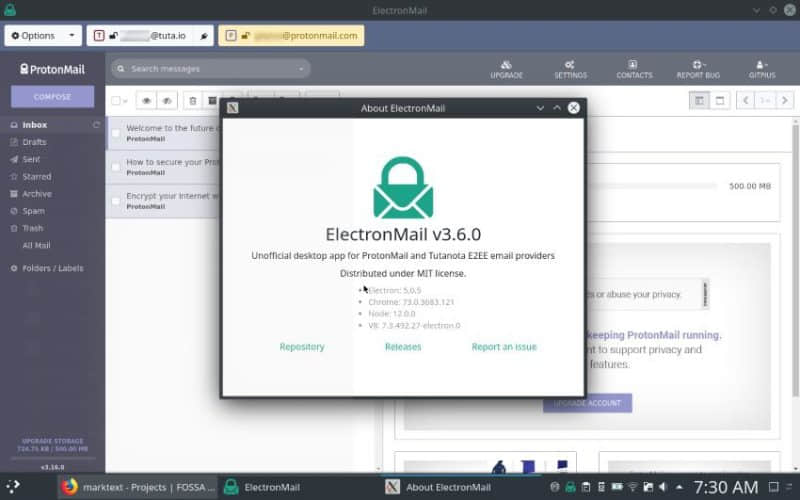 ElectronMail
Options
@tuta.io
@protonmail.com
ProtonMail
Search messages
UPGRADE
SETTINGS
CONTACTS
REPORT BUG
GITPIUS
COMPOSE
Inbox
Drafts
Sent
Starred
Archive
Spam
Trash
All Mail
Folders / Labels
Welcome to the future
ProtonMail
How to secure your Pro
ProtonMail
Encrypt your Internet w
ProtonMail
About ElectronMail
ElectronMail v3.6.0
Unofficial desktop app for ProtonMail and Tutanota E2EE email providers
Distributed under MIT license.
Electron: 5.0.5
Chrome: 73.0.3683.121
Node: 12.0.0
V8: 7.3.492.27-electron.0
Repository
Releases
Report an issue
500.00 MB
s or abuse your privacy.
keeping ProtonMail running.
nt to support privacy and
features.
UPGRADE ACCOUNT
UPGRADE STORAGE
724.75 KB / 500.00 MB
v3.16.0
marktext - Projects | FOSSA ...
ElectronMail
About ElectronMail
7:30 AM